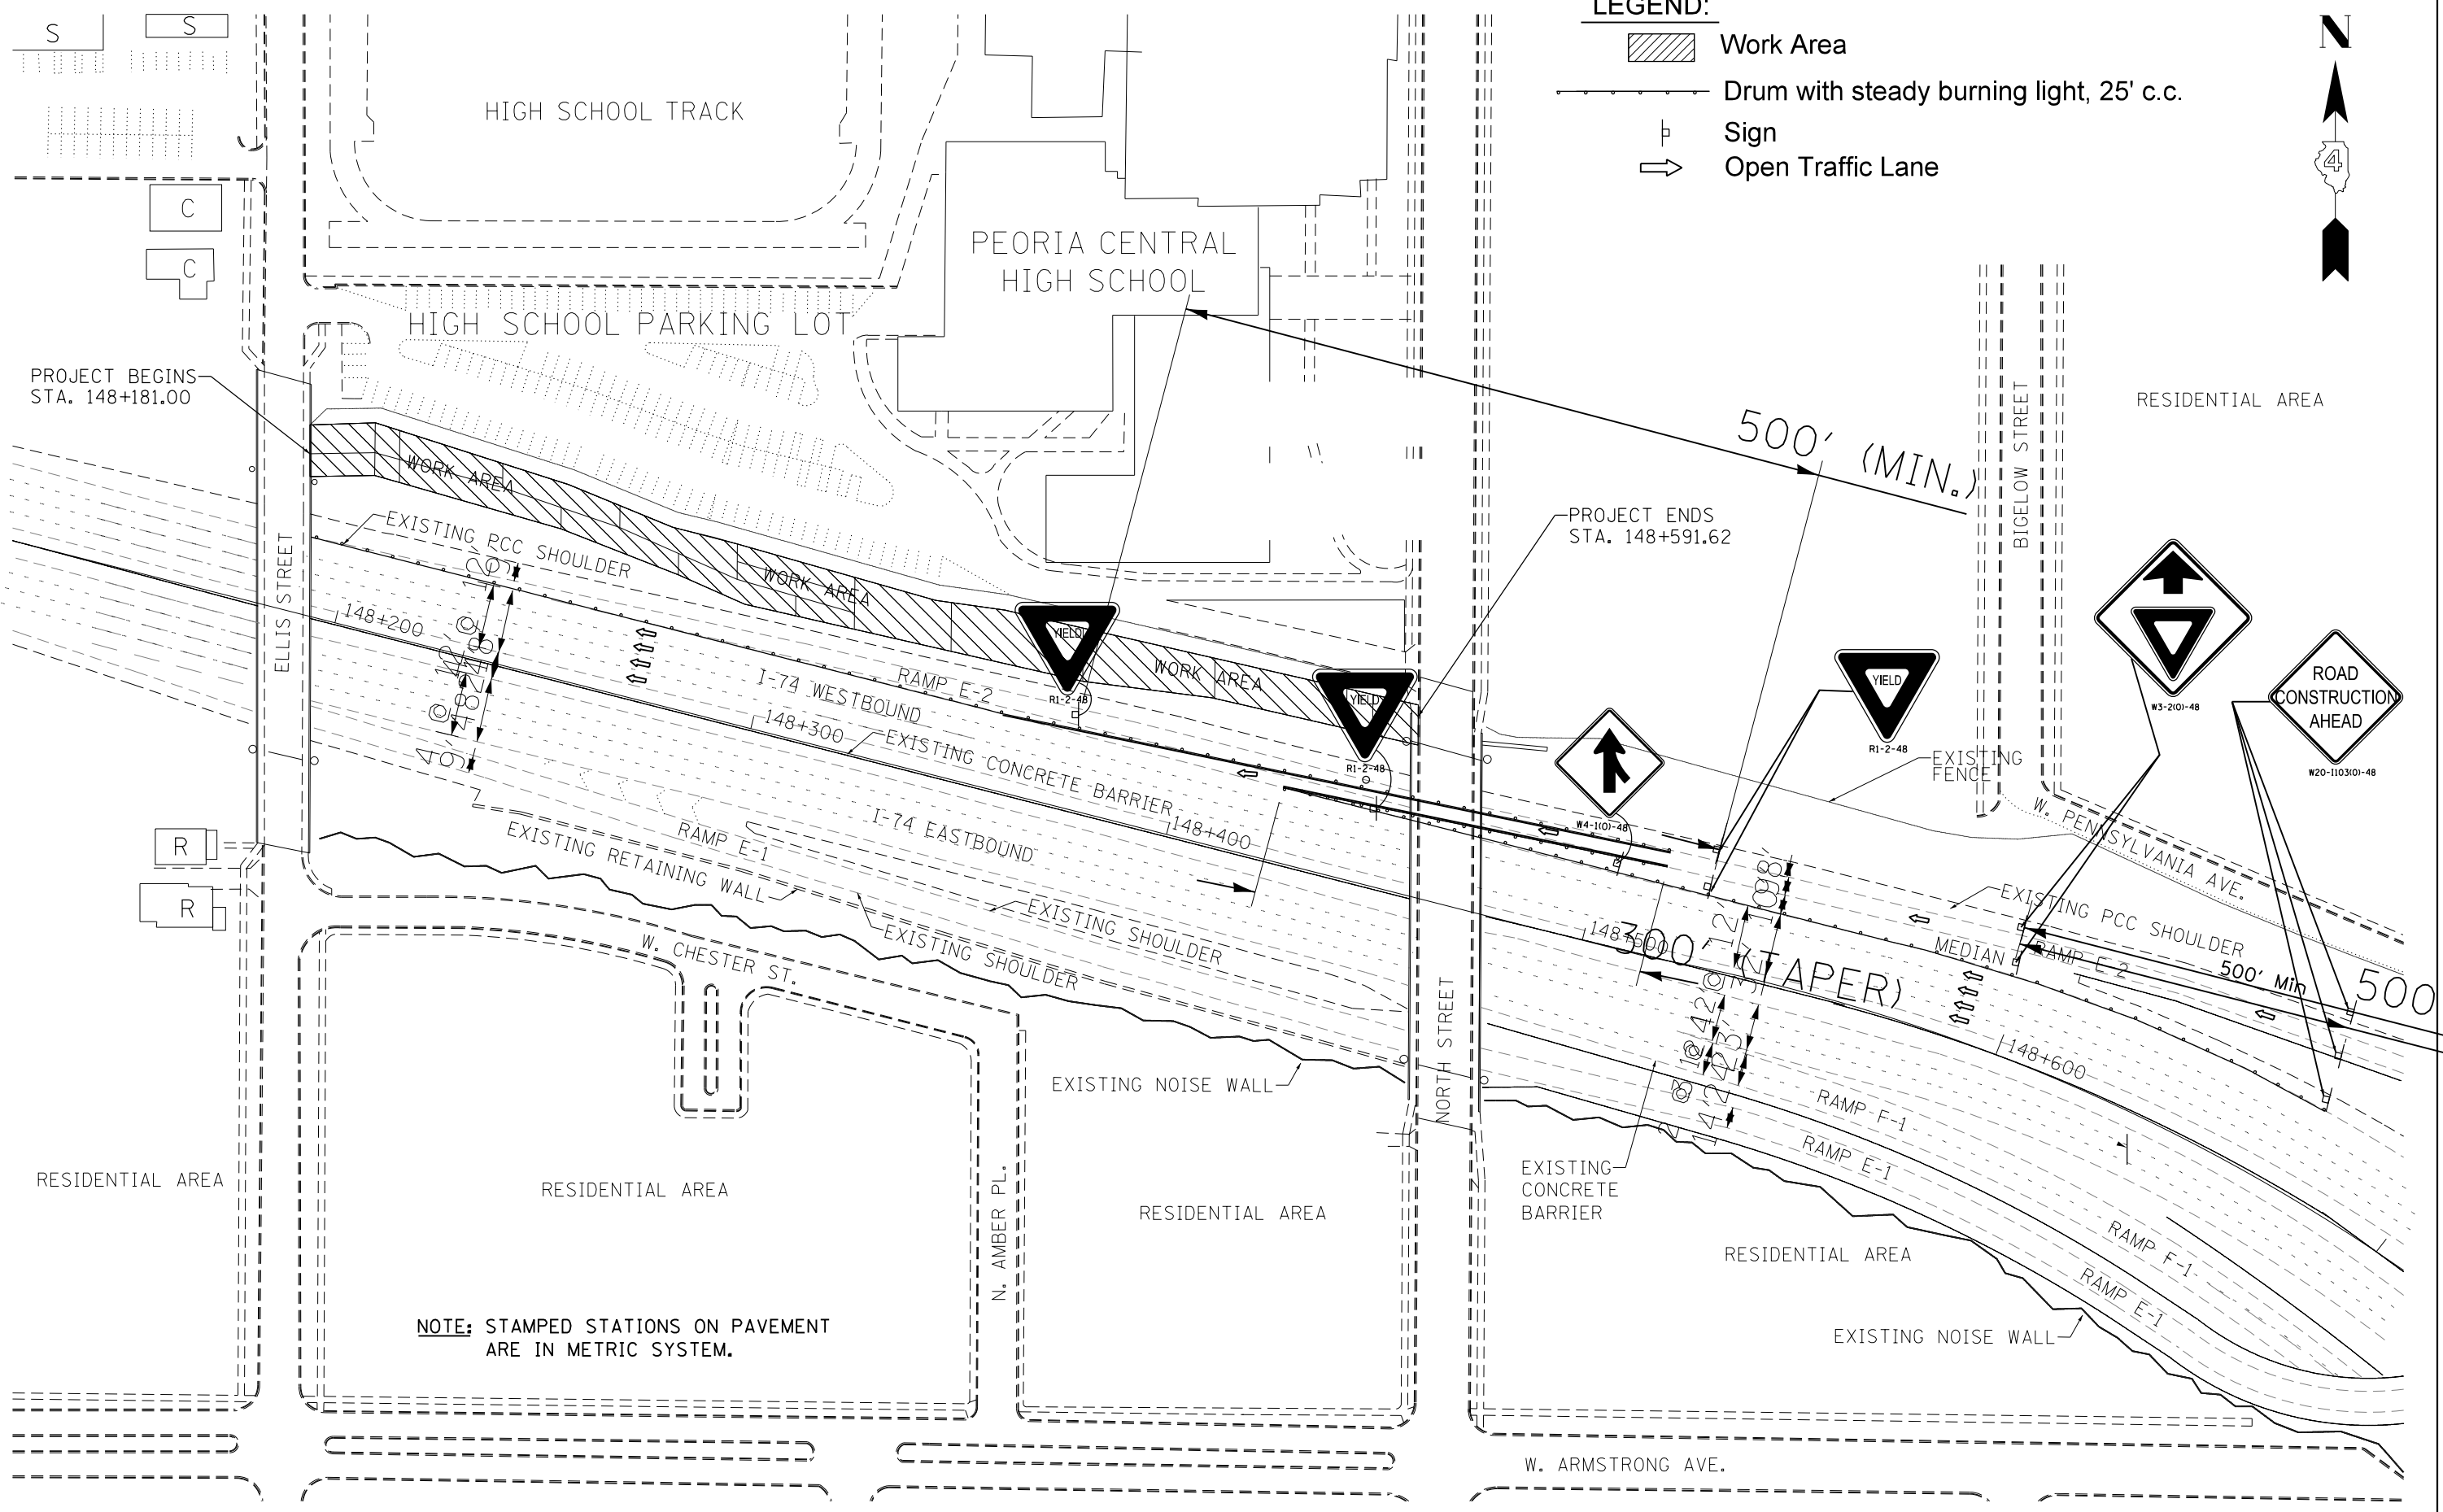 LEGEND:
Work Area
Drum with steady burning light, 25' c.c.
Sign
Open Traffic Lane
N
4
S
S
C
C
HIGH SCHOOL TRACK
PEORIA CENTRAL
HIGH SCHOOL
HIGH SCHOOL PARKING LOT
PROJECT BEGINS
STA. 148+181.00
RESIDENTIAL AREA
BIGELOW STREET
500' (MIN.)
WORK AREA
WORK AREA
WORK AREA
PROJECT ENDS
STA. 148+591.62
EXISTING PCC SHOULDER
ELLIS STREET
148+200
I-74 WESTBOUND
RAMP E-2
148+300
EXISTING CONCRETE BARRIER
148+400
I-74 EASTBOUND
RAMP E-1
EXISTING RETAINING WALL
EXISTING SHOULDER
EXISTING SHOULDER
YIELD
R1-2-48
YIELD
R1-2-48
W4-1(O)-48
YIELD
R1-2-48
W3-2(O)-48
ROAD
CONSTRUCTION
AHEAD
W20-1103(O)-48
EXISTING
FENCE
W. PENNSYLVANIA AVE.
EXISTING PCC SHOULDER
MEDIAN
RAMP E-2
500' Min
500
148+500
300' (TAPER)
148+600
R
R
W. CHESTER ST.
NORTH STREET
EXISTING NOISE WALL
RAMP F-1
RAMP E-1
EXISTING
CONCRETE
BARRIER
RESIDENTIAL AREA
RESIDENTIAL AREA
N. AMBER PL.
RESIDENTIAL AREA
RESIDENTIAL AREA
RAMP F-1
RAMP E-1
EXISTING NOISE WALL
NOTE: STAMPED STATIONS ON PAVEMENT
ARE IN METRIC SYSTEM.
W. ARMSTRONG AVE.